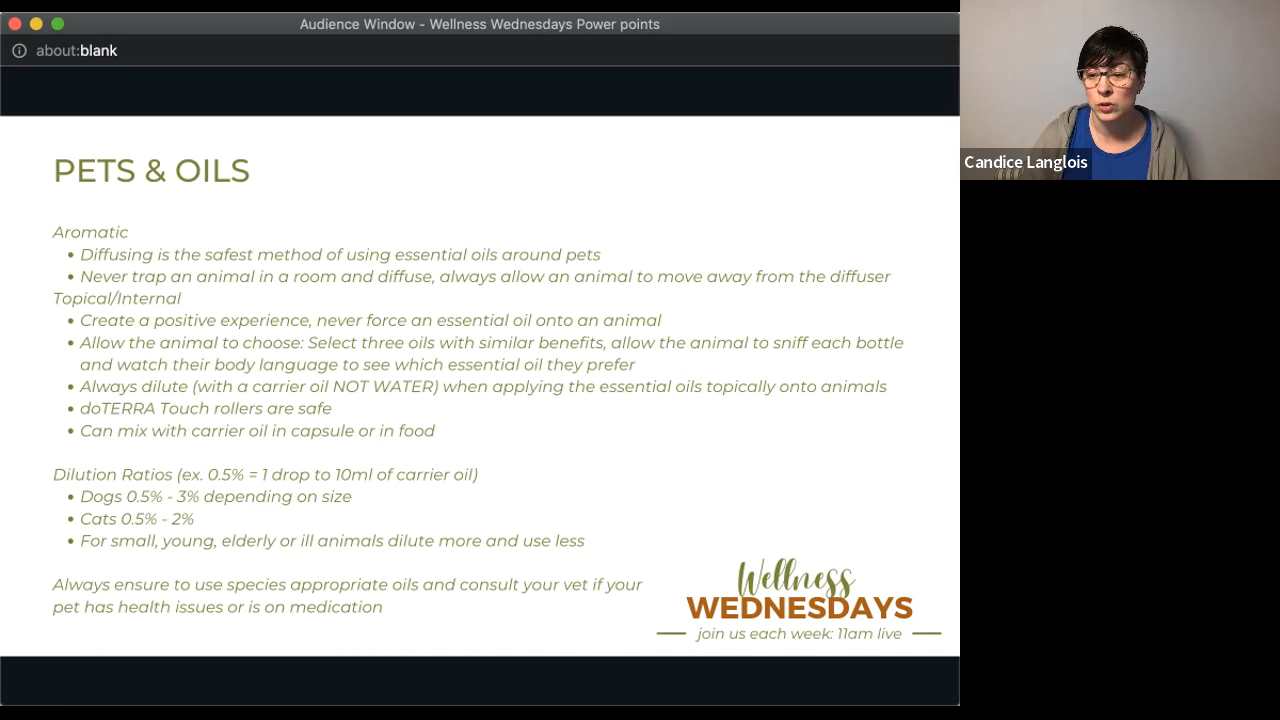 Audience Window - Wellness Wednesdays Power points
about:blank
PETS & OILS
Aromatic
• Diffusing is the safest method of using essential oils around pets
• Never trap an animal in a room and diffuse, always allow an animal to move away from the diffuser
Topical/Internal
• Create a positive experience, never force an essential oil onto an animal
• Allow the animal to choose: Select three oils with similar benefits, allow the animal to sniff each bottle
and watch their body language to see which essential oil they prefer
• Always dilute (with a carrier oil NOT WATER) when applying the essential oils topically onto animals
• doTERRA Touch rollers are safe
• Can mix with carrier oil in capsule or in food
Dilution Ratios (ex. 0.5% = 1 drop to 10ml of carrier oil)
• Dogs 0.5% - 3% depending on size
• Cats 0.5% - 2%
• For small, young, elderly or ill animals dilute more and use less
Always ensure to use species appropriate oils and consult your vet if your
pet has health issues or is on medication
Wellness
WEDNESDAYS
join us each week: 11am live
Candice Langlois